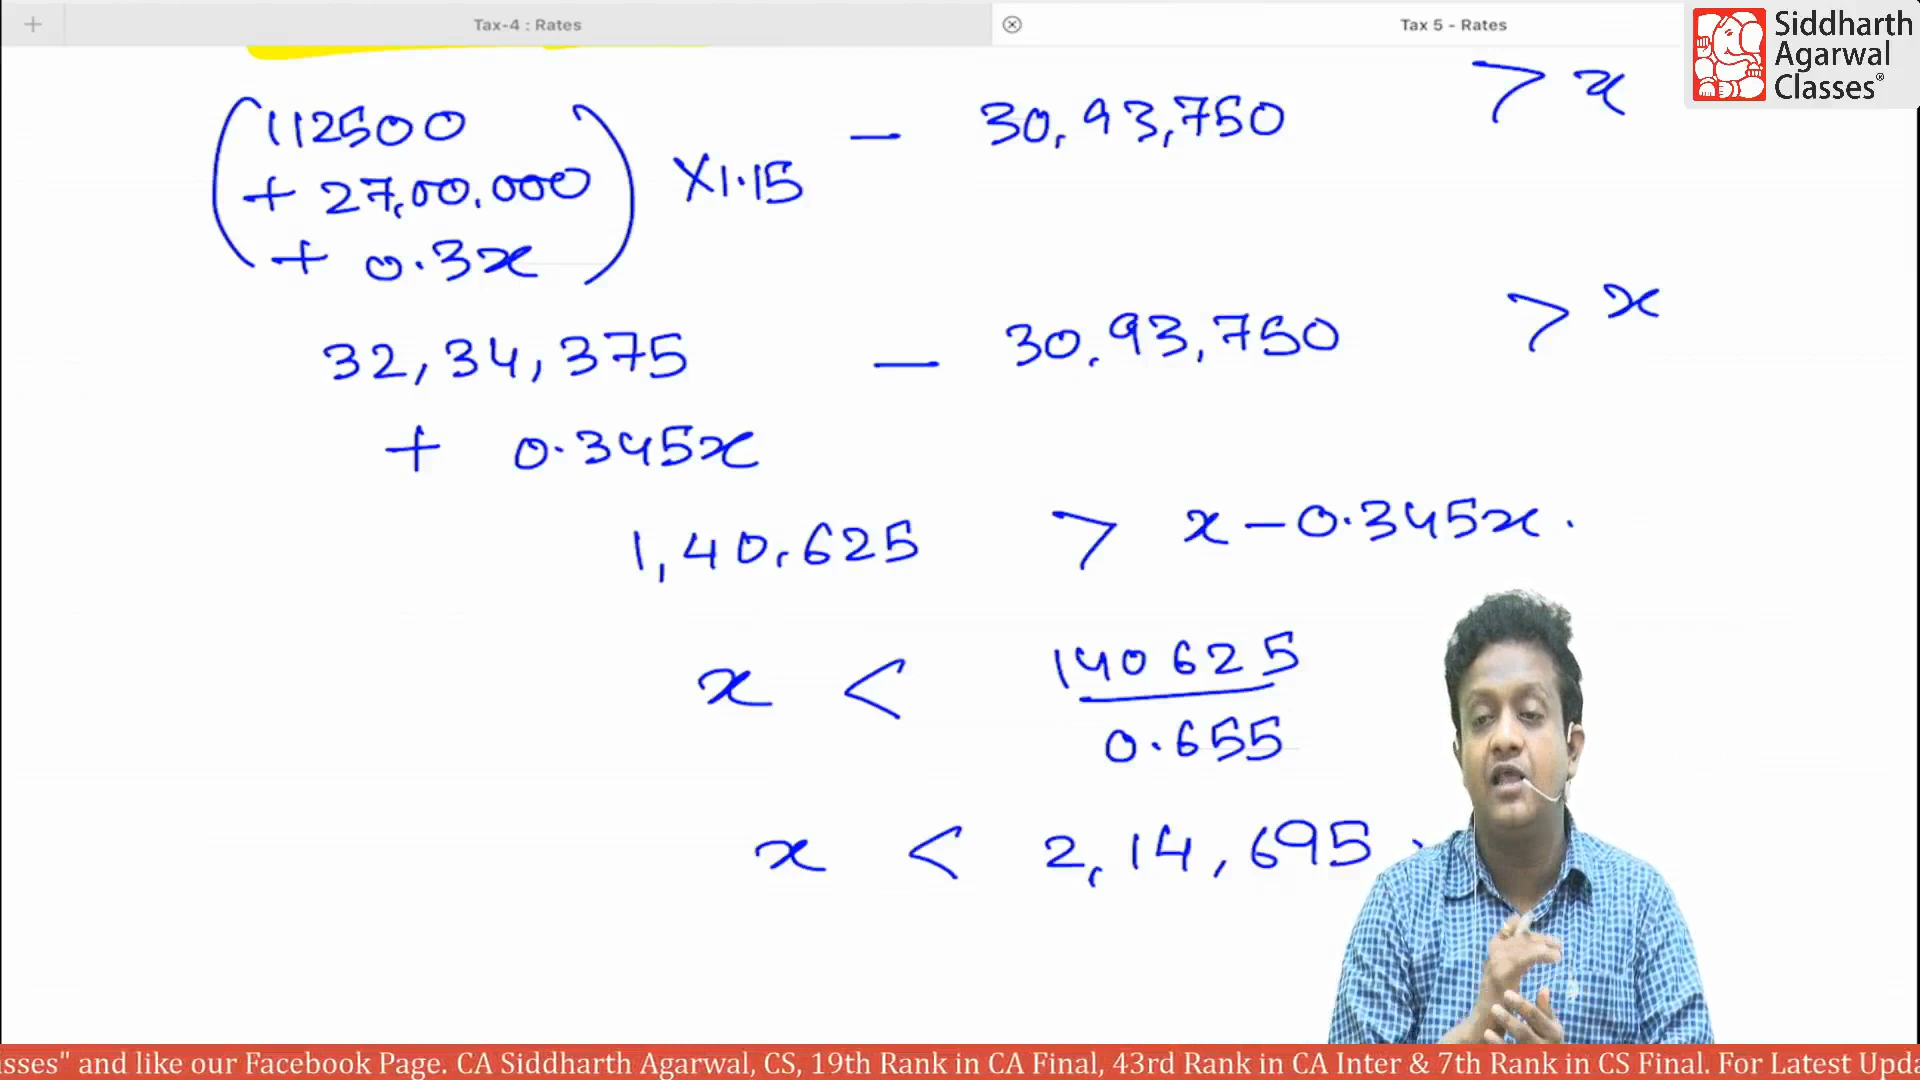 Tax-4 : Rates
Tax 5 - Rates
Siddharth
Agarwal
Classes®
( 112500
+ 27,00,000
+ 0.3x ) X1.15 - 30,93,750 > x
32,34,375 - 30,93,750 > x
+ 0.345x
1,40,625 > x - 0.345x.
x < 140625
0.655
x < 2,14,695
sses" and like our Facebook Page. CA Siddharth Agarwal, CS, 19th Rank in CA Final, 43rd Rank in CA Inter & 7th Rank in CS Final. For Latest Upda